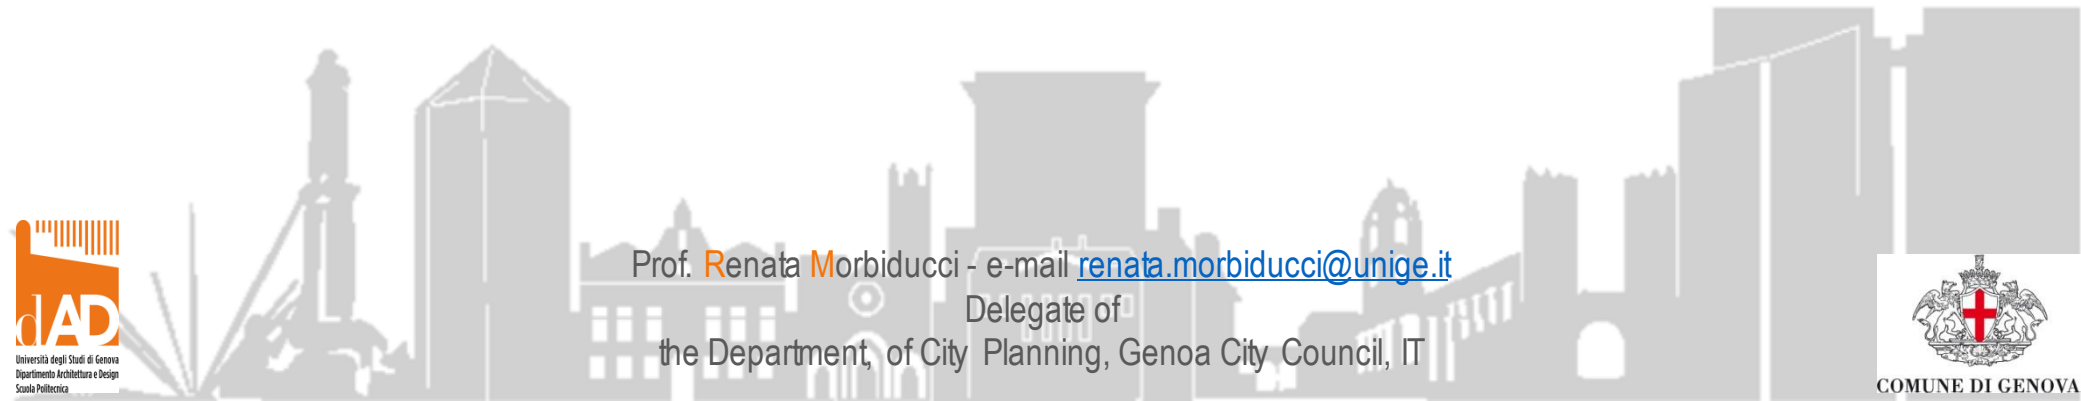 Prof. Renata Morbiducci - e-mail renata.morbiducci@unige.it
Delegate of
the Department, of City Planning, Genoa City Council, IT
dAD
Università degli Studi di Genova
Dipartimento Architettura e Design
Scuola Politecnica
COMUNE DI GENOVA